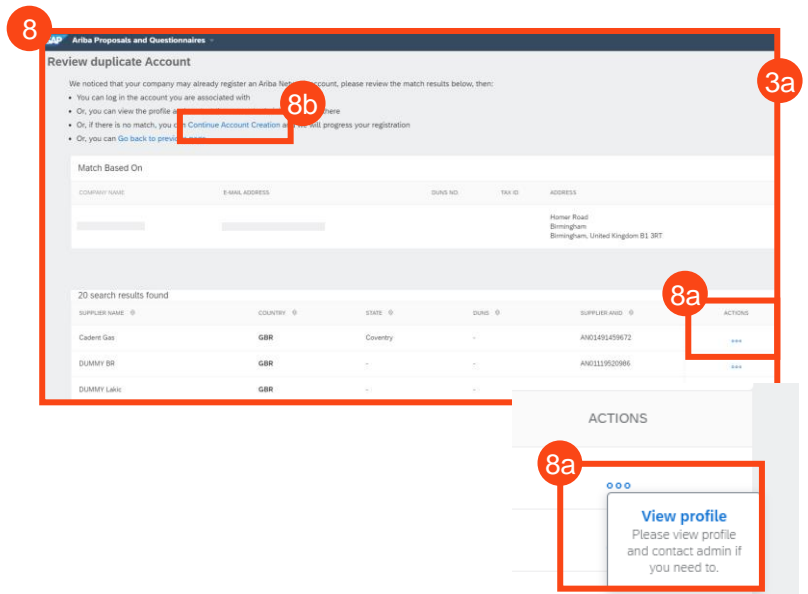 8
SAP Ariba Proposals and Questionnaires
3a
Review duplicate Account
We noticed that your company may already register an Ariba Network account, please review the match results below, then:
• You can log in the account you are associated with
8b
• Or, you can view the profile a there
• Or, if there is no match, you can Continue Account Creation and we will progress your registration
• Or, you can Go back to previous page
Match Based On
COMPANY NAME E-MAIL ADDRESS DUNS NO. TAX ID ADDRESS
Homer Road
Birmingham
Birmingham, United Kingdom B1 3RT
20 search results found
8a
SUPPLIER NAME COUNTRY STATE DUNS SUPPLIER ANID ACTIONS
Cadent Gas GBR Coventry - AN01491459672
DUMMY BR GBR - - AN01119520986
DUMMY Lakic GBR - -
ACTIONS
8a
View profile
Please view profile
and contact admin if
you need to.